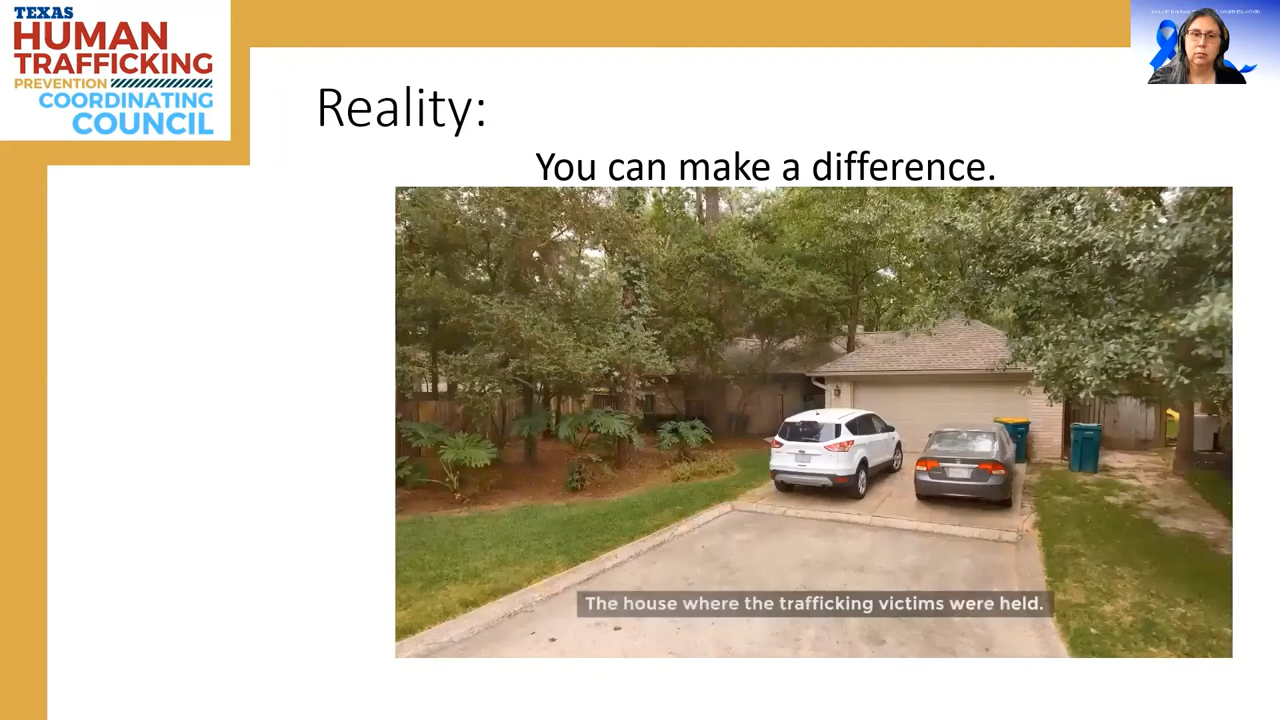 TEXAS
HUMAN
TRAFFICKING
PREVENTION
COORDINATING
COUNCIL
Reality:
You can make a difference.
The house where the trafficking victims were held.